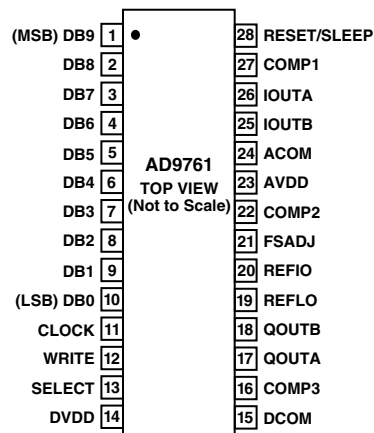 (MSB) DB9 1
DB8 2
DB7 3
DB6 4
DB5 5
DB4 6
DB3 7
DB2 8
DB1 9
(LSB) DB0 10
CLOCK 11
WRITE 12
SELECT 13
DVDD 14
AD9761
TOP VIEW
(Not to Scale)
28 RESET/SLEEP
27 COMP1
26 IOUTA
25 IOUTB
24 ACOM
23 AVDD
22 COMP2
21 FSADJ
20 REFIO
19 REFLO
18 QOUTB
17 QOUTA
16 COMP3
15 DCOM